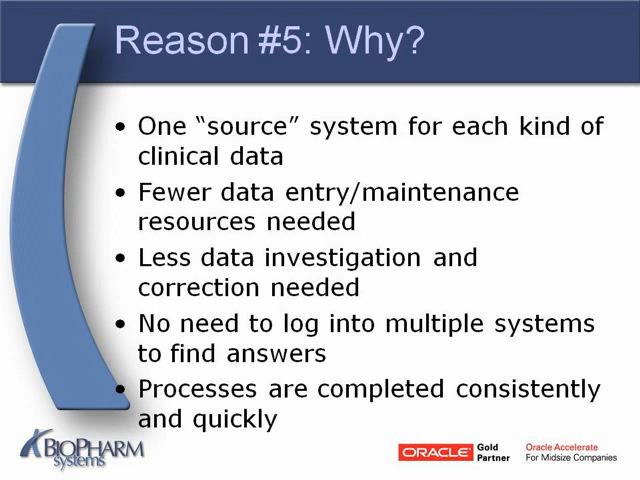 Reason #5: Why?
• One “source” system for each kind of
clinical data
• Fewer data entry/maintenance
resources needed
• Less data investigation and
correction needed
• No need to log into multiple systems
to find answers
• Processes are completed consistently
and quickly
BIOPHARM
systems
ORACLE
Gold
Partner
Oracle Accelerate
For Midsize Companies